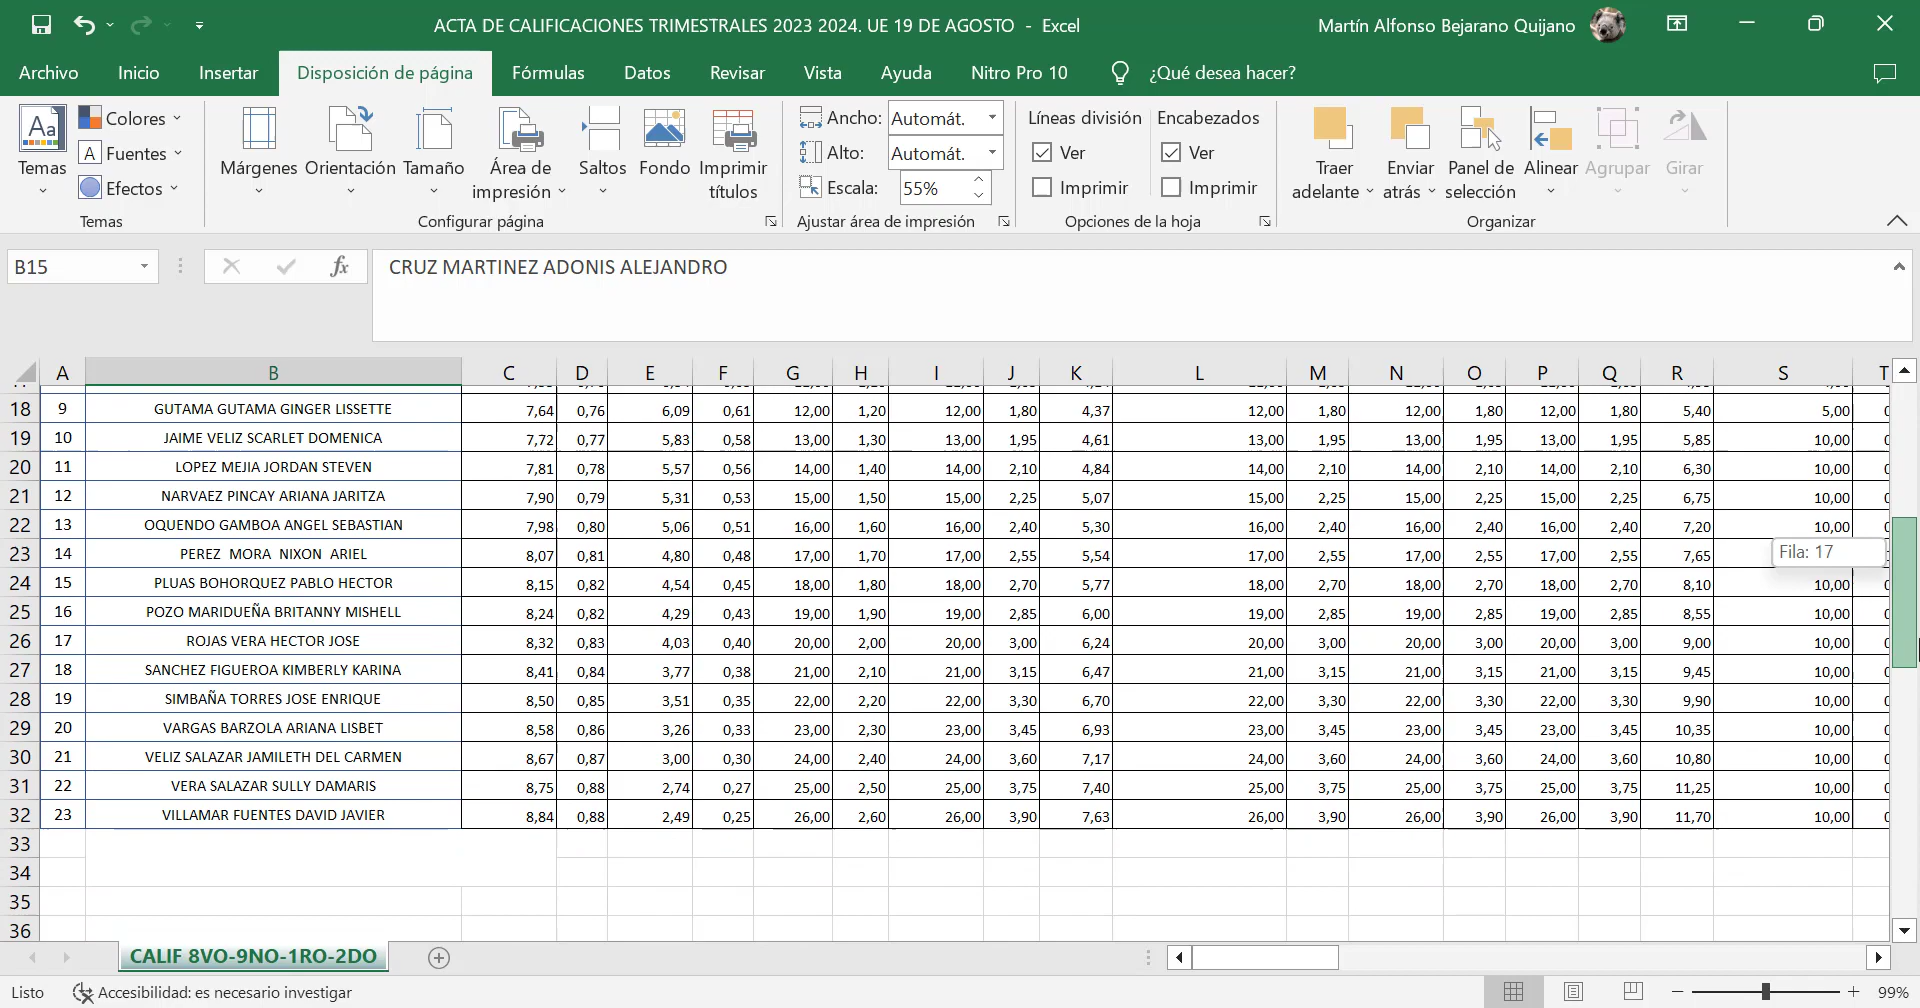 ACTA DE CALIFICACIONES TRIMESTRALES 2023 2024. UE 19 DE AGOSTO - Excel
Martín Alfonso Bejarano Quijano
Archivo Inicio Insertar Disposición de página Fórmulas Datos Revisar Vista Ayuda Nitro Pro 10 ¿Qué desea hacer?
Aa Temas
Colores
A Fuentes
Efectos
Temas
Márgenes Orientación Tamaño Área de impresión Saltos Fondo Imprimir títulos
Configurar página
Ancho: Automát.
Alto: Automát.
Escala: 55%
Ajustar área de impresión
Líneas división Encabezados
Ver Ver
Imprimir Imprimir
Opciones de la hoja
Traer adelante Enviar atrás Panel de selección Alinear Agrupar Girar
Organizar
B15 fx CRUZ MARTINEZ ADONIS ALEJANDRO
A B C D E F G H I J K L M N O P Q R S T
18 9 GUTAMA GUTAMA GINGER LISSETTE 7,64 0,76 6,09 0,61 12,00 1,20 12,00 1,80 4,37 12,00 1,80 12,00 1,80 12,00 1,80 5,40 5,00
19 10 JAIME VELIZ SCARLET DOMENICA 7,72 0,77 5,83 0,58 13,00 1,30 13,00 1,95 4,61 13,00 1,95 13,00 1,95 13,00 1,95 5,85 10,00
20 11 LOPEZ MEJIA JORDAN STEVEN 7,81 0,78 5,57 0,56 14,00 1,40 14,00 2,10 4,84 14,00 2,10 14,00 2,10 14,00 2,10 6,30 10,00
21 12 NARVAEZ PINCAY ARIANA JARITZA 7,90 0,79 5,31 0,53 15,00 1,50 15,00 2,25 5,07 15,00 2,25 15,00 2,25 15,00 2,25 6,75 10,00
22 13 OQUENDO GAMBOA ANGEL SEBASTIAN 7,98 0,80 5,06 0,51 16,00 1,60 16,00 2,40 5,30 16,00 2,40 16,00 2,40 16,00 2,40 7,20 10,00
23 14 PEREZ MORA NIXON ARIEL 8,07 0,81 4,80 0,48 17,00 1,70 17,00 2,55 5,54 17,00 2,55 17,00 2,55 17,00 2,55 7,65 Fila: 17
24 15 PLUAS BOHORQUEZ PABLO HECTOR 8,15 0,82 4,54 0,45 18,00 1,80 18,00 2,70 5,77 18,00 2,70 18,00 2,70 18,00 2,70 8,10 10,00
25 16 POZO MARIDUEÑA BRITANNY MISHELL 8,24 0,82 4,29 0,43 19,00 1,90 19,00 2,85 6,00 19,00 2,85 19,00 2,85 19,00 2,85 8,55 10,00
26 17 ROJAS VERA HECTOR JOSE 8,32 0,83 4,03 0,40 20,00 2,00 20,00 3,00 6,24 20,00 3,00 20,00 3,00 20,00 3,00 9,00 10,00
27 18 SANCHEZ FIGUEROA KIMBERLY KARINA 8,41 0,84 3,77 0,38 21,00 2,10 21,00 3,15 6,47 21,00 3,15 21,00 3,15 21,00 3,15 9,45 10,00
28 19 SIMBAÑA TORRES JOSE ENRIQUE 8,50 0,85 3,51 0,35 22,00 2,20 22,00 3,30 6,70 22,00 3,30 22,00 3,30 22,00 3,30 9,90 10,00
29 20 VARGAS BARZOLA ARIANA LISBET 8,58 0,86 3,26 0,33 23,00 2,30 23,00 3,45 6,93 23,00 3,45 23,00 3,45 23,00 3,45 10,35 10,00
30 21 VELIZ SALAZAR JAMILETH DEL CARMEN 8,67 0,87 3,00 0,30 24,00 2,40 24,00 3,60 7,17 24,00 3,60 24,00 3,60 24,00 3,60 10,80 10,00
31 22 VERA SALAZAR SULLY DAMARIS 8,75 0,88 2,74 0,27 25,00 2,50 25,00 3,75 7,40 25,00 3,75 25,00 3,75 25,00 3,75 11,25 10,00
32 23 VILLAMAR FUENTES DAVID JAVIER 8,84 0,88 2,49 0,25 26,00 2,60 26,00 3,90 7,63 26,00 3,90 26,00 3,90 26,00 3,90 11,70 10,00
33
34
35
36
CALIF 8VO-9NO-1RO-2DO
Listo Accesibilidad: es necesario investigar 99%